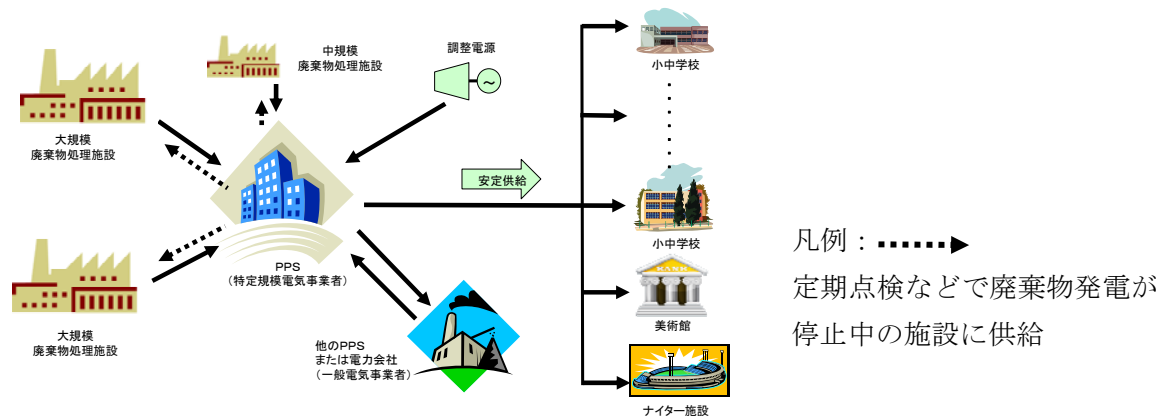 中規模
廃棄物処理施設
調整電源
～
小中学校
大規模
廃棄物処理施設
安定供給
小中学校
PPS
（特定規模電気事業者）
大規模
廃棄物処理施設
他のPPS
または電力会社
（一般電気事業者）
BANK
美術館
ナイター施設
凡例：
定期点検などで廃棄物発電が
停止中の施設に供給